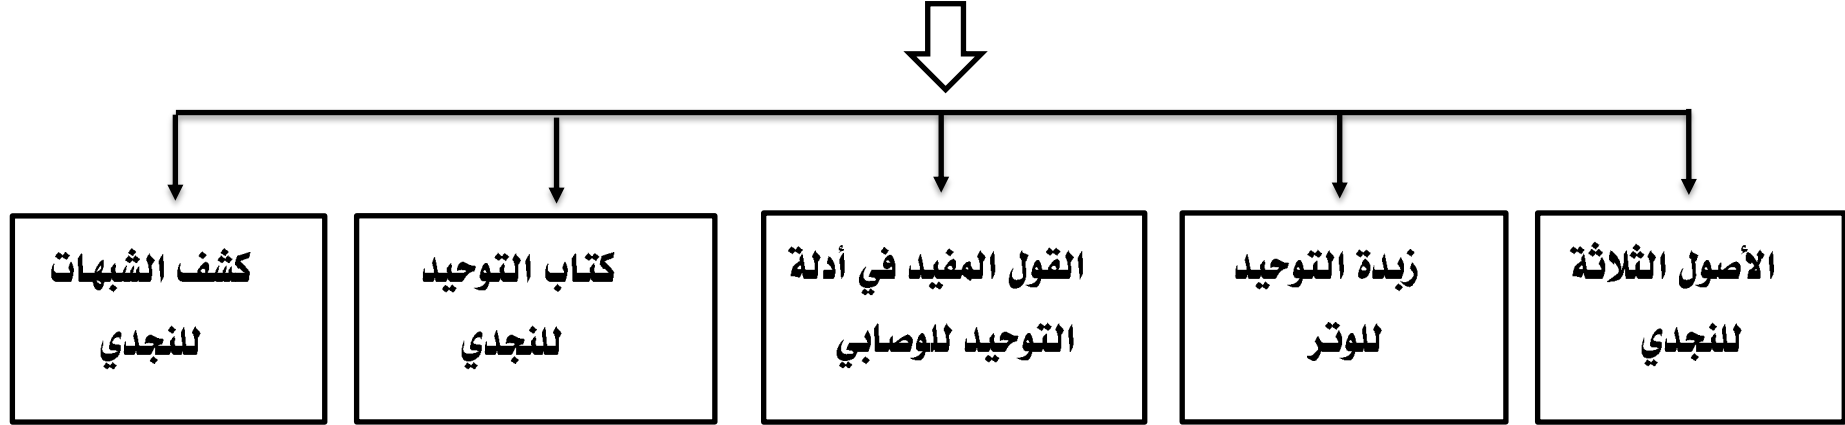 الأصول الثلاثة
للنجدي
زبدة التوحيد
للوتر
القول المفيد في أدلة
التوحيد للوصابي
كتاب التوحيد
للنجدي
كشف الشبهات
للنجدي